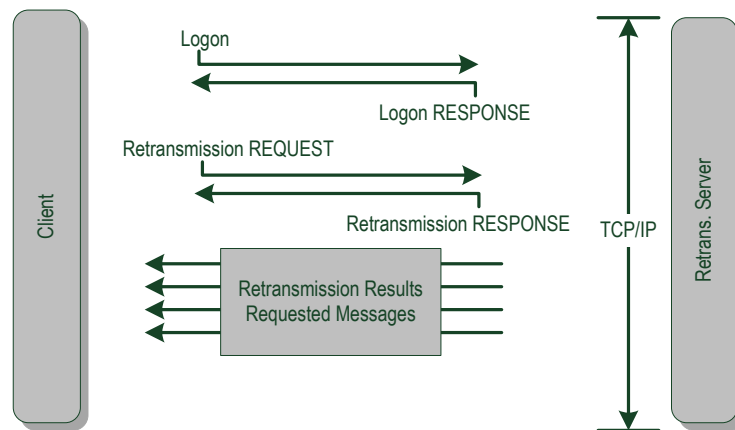 Logon
Logon RESPONSE
Retransmission REQUEST
Retransmission RESPONSE
Client
TCP/IP
Retrans. Server
Retransmission Results
Requested Messages